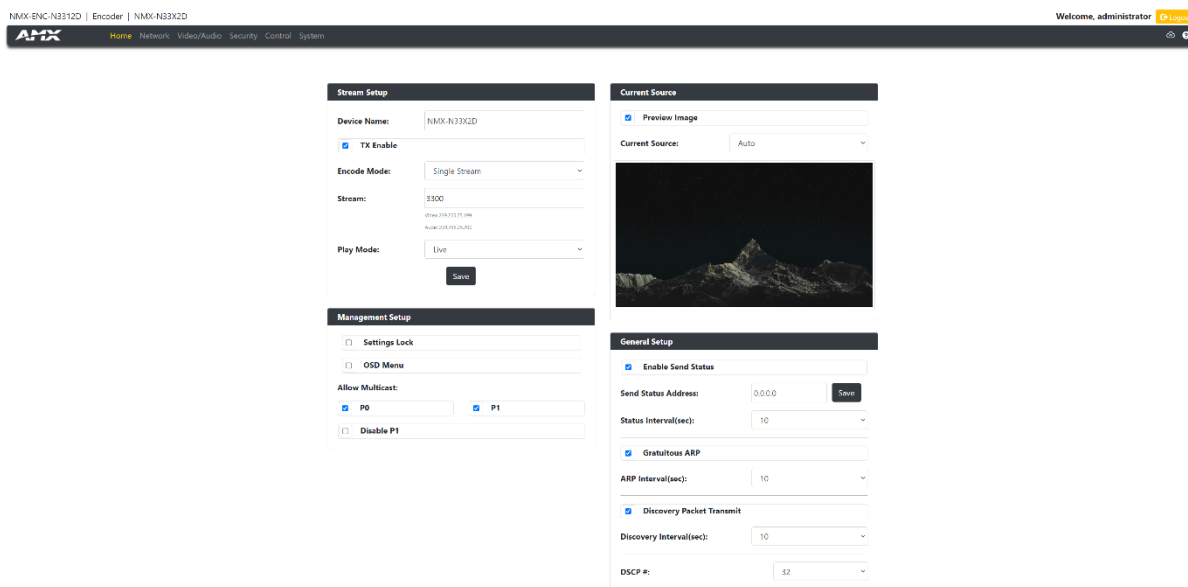 NMX-ENC-N3312D | Encoder | NMX-N33X2D
Welcome, administrator Logout
AMX Home Network Video/Audio Security Control System
Stream Setup
Device Name: NMX-N33X2D
TX Enable
Encode Mode: Single Stream
Stream: 3300
Play Mode: Live
Save
Management Setup
Settings Lock
OSD Menu
Allow Multicast:
P0 P1
Disable P1
Current Source
Preview Image
Current Source: Auto
General Setup
Enable Send Status
Send Status Address: 0.0.0.0 Save
Status Interval(sec): 10
Gratuitous ARP
ARP Interval(sec): 10
Discovery Packet Transmit
Discovery Interval(sec): 10
DSCP #: 32